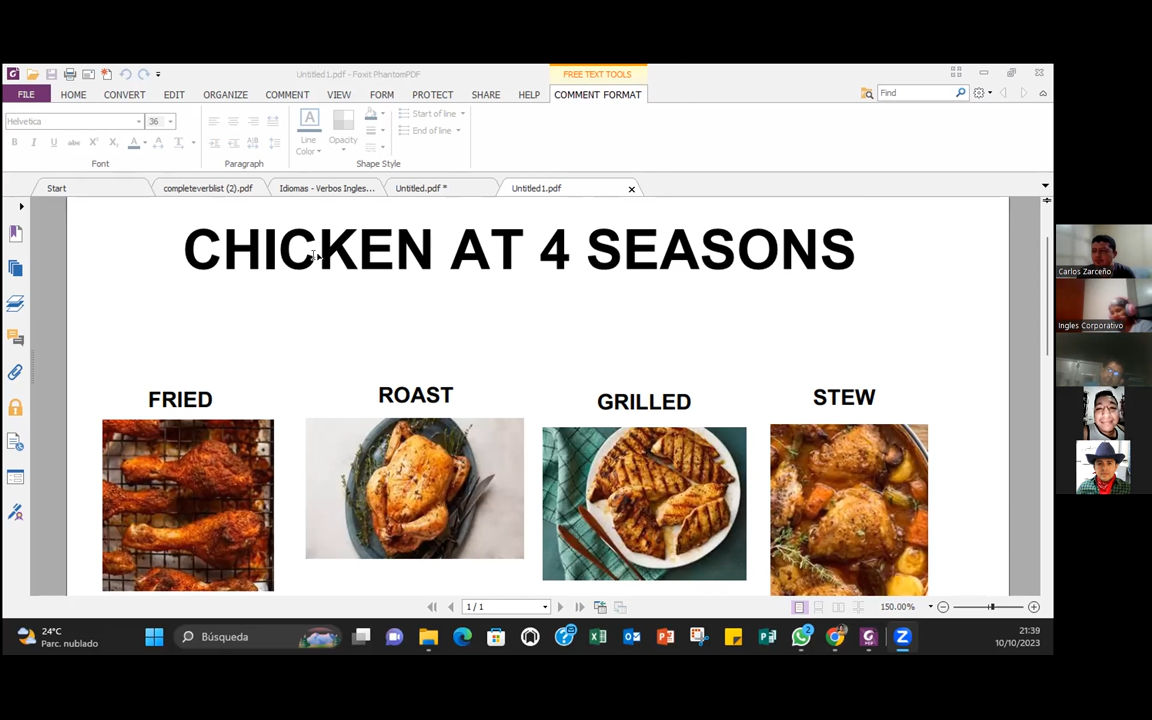 Untitled1.pdf - Foxit PhantomPDF
FREE TEXT TOOLS
FILE HOME CONVERT EDIT ORGANIZE COMMENT VIEW FORM PROTECT SHARE HELP COMMENT FORMAT
Find
Helvetica 36
Line Color
Opacity
Start of line
End of line
Font Paragraph Shape Style
Start completeverblist (2).pdf Idiomas - Verbos Ingles... Untitled.pdf * Untitled1.pdf
CHICKEN AT 4 SEASONS
FRIED ROAST GRILLED STEW
Carlos Zarceño
Ingles Corporativo
1 / 1 150.00%
24°C
Parc. nublado
Búsqueda
2
21:39
10/10/2023